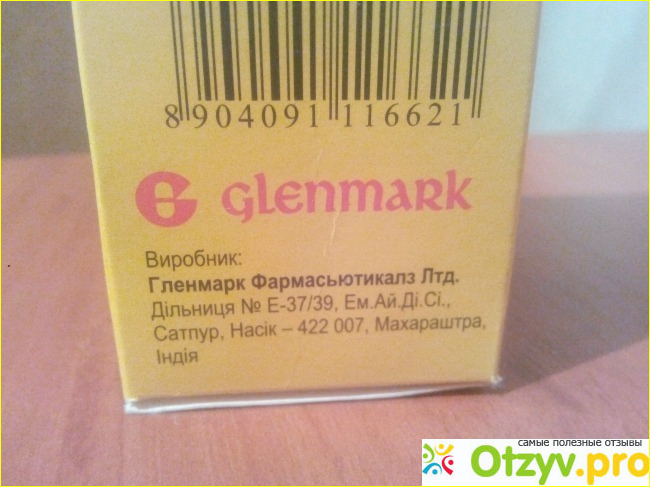 8 904091 116621
Glenmark
Виробник:
Гленмарк Фармасьютикалз Лтд.
Дільниця № Е-37/39, Ем.Ай.Ді.Сі.,
Сатпур, Насік – 422 007, Махараштра,
Індія
самые полезные отзывы
Otzyv.pro